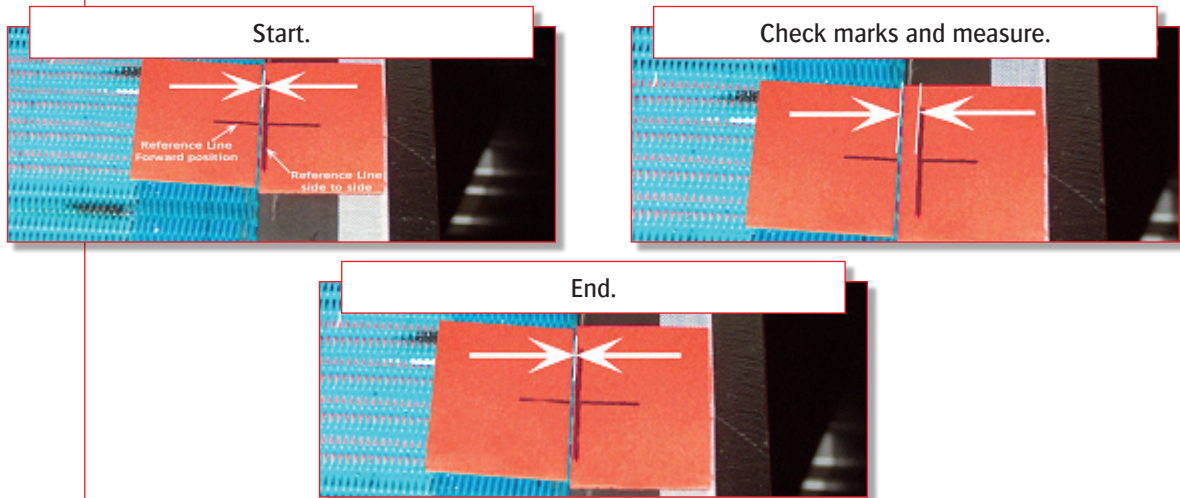 Start.
Reference Line
Forward position
Reference Line
side to side
Check marks and measure.
End.